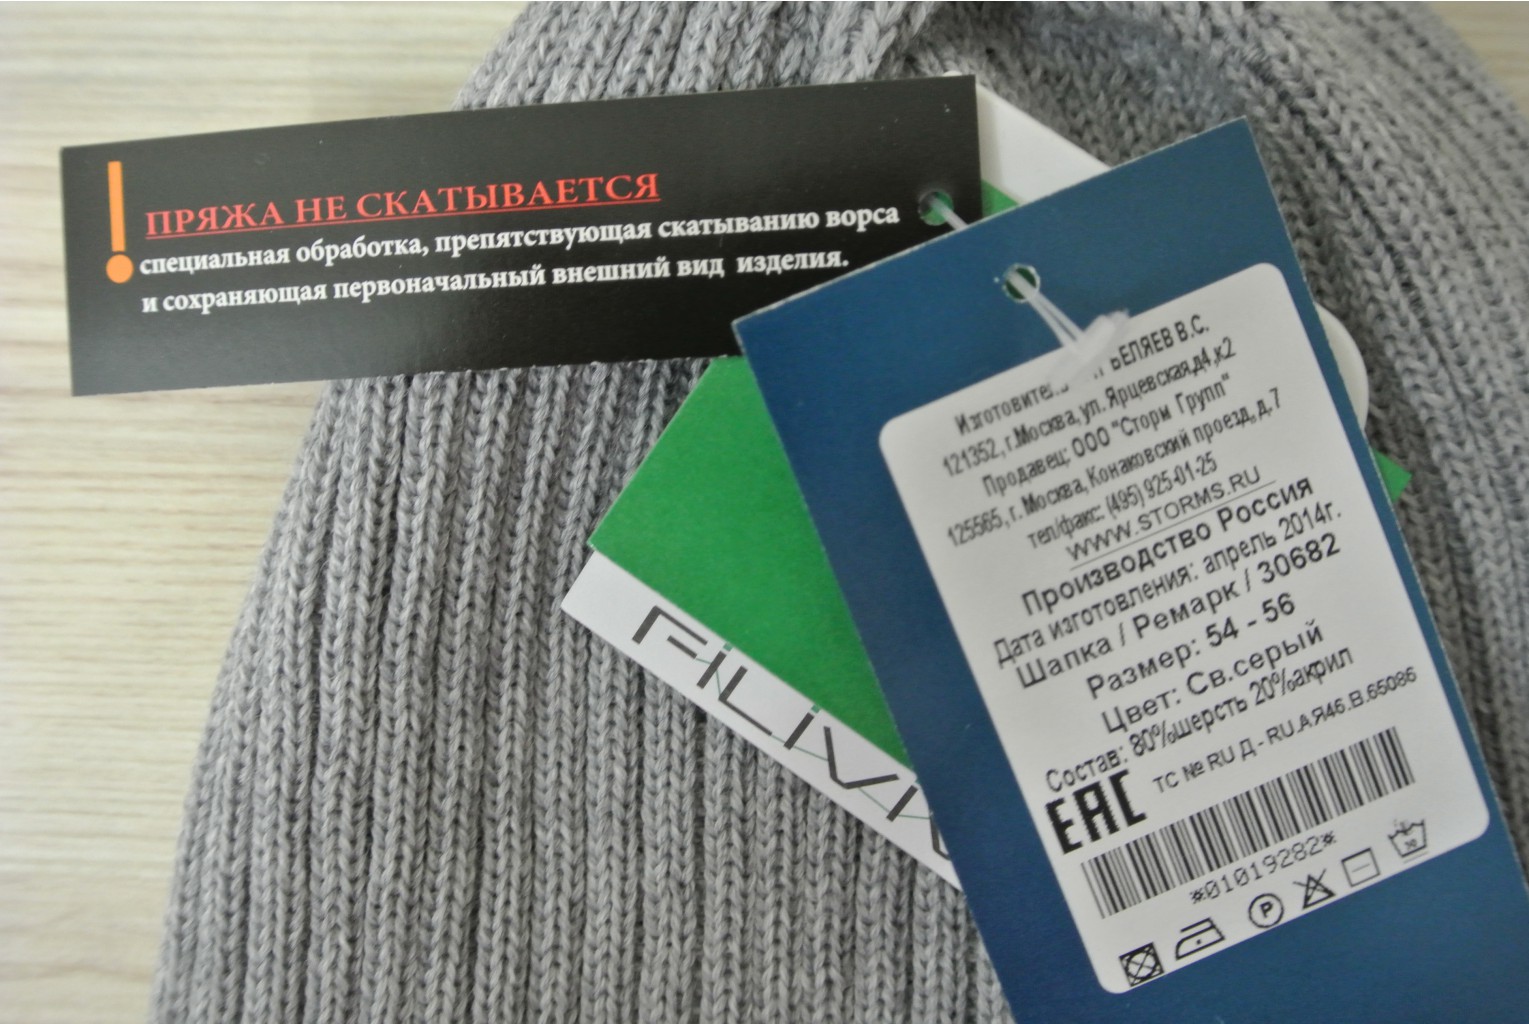 ПРЯЖА НЕ СКАТЫВАЕТСЯ
специальная обработка, препятствующая скатыванию ворса
и сохраняющая первоначальный внешний вид изделия.
БЕЛЯЕВ В.С.
121352, г.Москва, ул. Ярцевская,д4,к2
Продавец: ООО "Сторм Групп"
125565, г. Москва, Конаковский проезд, д.7
тел/факс: (495) 925-01-25
WWW.STORMS.RU
Производство Россия
Дата изготовления: апрель 2014г.
Шапка / Ремарк / 30682
Размер: 54 - 56
Цвет: Св.серый
Состав: 80%шерсть 20%акрил
EAC ТС № RU Д - RU.АЯ46.В.65086
*01019282*
P
30